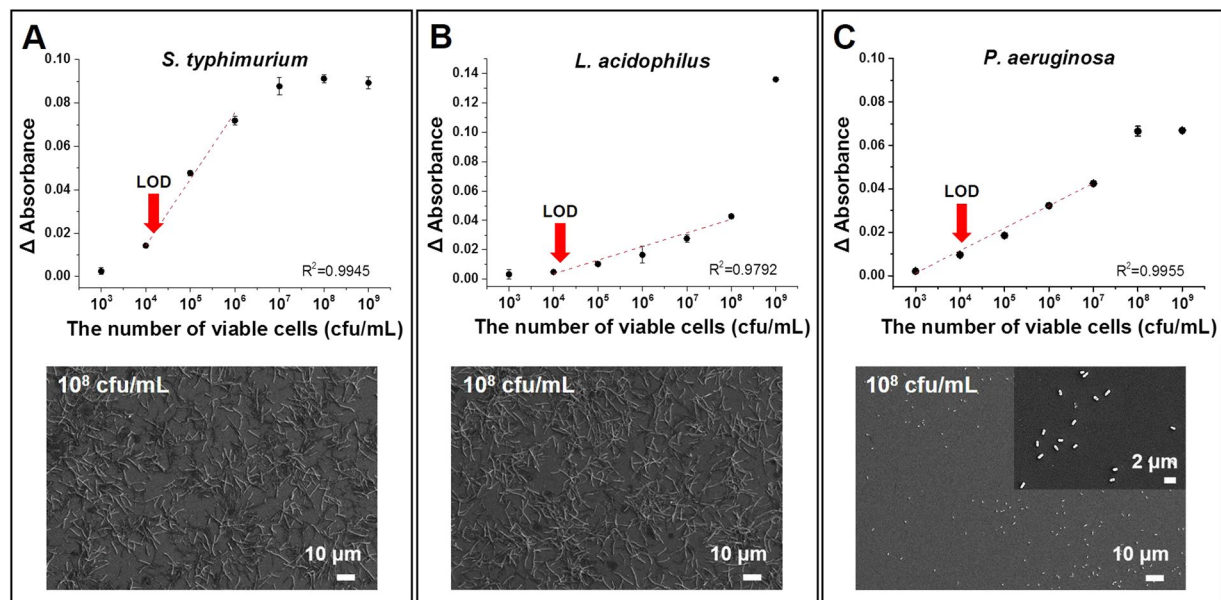 A
S. typhimurium
0.10
0.08
0.06
0.04
0.02
0.00
Δ Absorbance
LOD
R²=0.9945
10³ 10⁴ 10⁵ 10⁶ 10⁷ 10⁸ 10⁹
The number of viable cells (cfu/mL)
10⁸ cfu/mL
10 μm
B
L. acidophilus
0.14
0.12
0.10
0.08
0.06
0.04
0.02
0.00
Δ Absorbance
LOD
R²=0.9792
10³ 10⁴ 10⁵ 10⁶ 10⁷ 10⁸ 10⁹
The number of viable cells (cfu/mL)
10⁸ cfu/mL
10 μm
C
P. aeruginosa
0.10
0.08
0.06
0.04
0.02
0.00
Δ Absorbance
LOD
R²=0.9955
10³ 10⁴ 10⁵ 10⁶ 10⁷ 10⁸ 10⁹
The number of viable cells (cfu/mL)
10⁸ cfu/mL
2 μm
10 μm